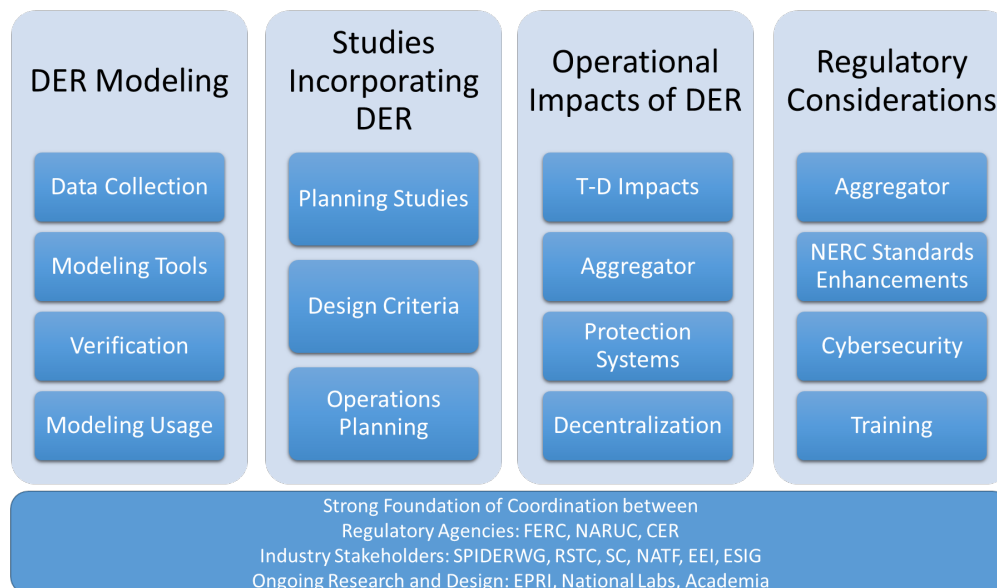 DER Modeling
Data Collection
Modeling Tools
Verification
Modeling Usage
Studies
Incorporating
DER
Planning Studies
Design Criteria
Operations
Planning
Operational
Impacts of DER
T-D Impacts
Aggregator
Protection
Systems
Decentralization
Regulatory
Considerations
Aggregator
NERC Standards
Enhancements
Cybersecurity
Training
Strong Foundation of Coordination between
Regulatory Agencies: FERC, NARUC, CER
Industry Stakeholders: SPIDERWG, RSTC, SC, NATF, EEI, ESIG
Ongoing Research and Design: EPRI, National Labs, Academia